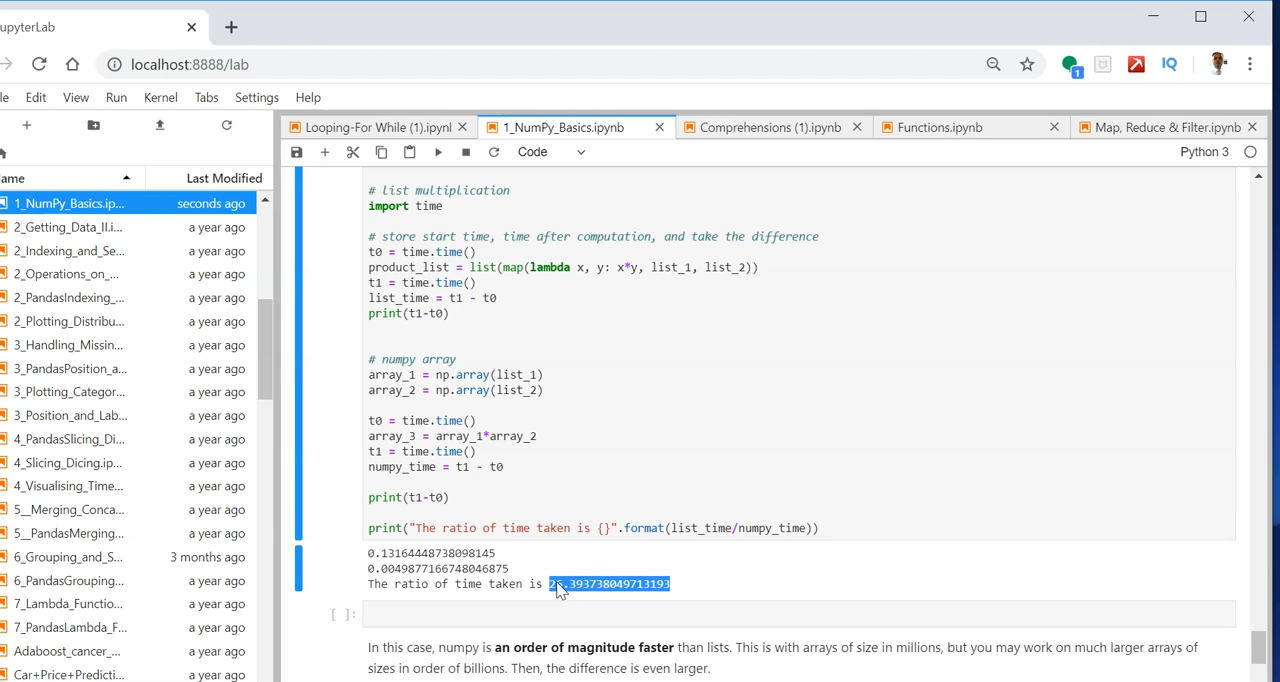 upyterLab
localhost:8888/lab
1
IQ
le Edit View Run Kernel Tabs Settings Help
Looping-For While (1).ipynl
1_NumPy_Basics.ipynb
Comprehensions (1).ipynb
Functions.ipynb
Map, Reduce & Filter.ipynb
Code
Python 3
ame Last Modified
1_NumPy_Basics.ip... seconds ago
2_Getting_Data_II.i... a year ago
2_Indexing_and_Se... a year ago
2_Operations_on_... a year ago
2_PandasIndexing_... a year ago
2_Plotting_Distribu... a year ago
3_Handling_Missin... a year ago
3_PandasPosition_a... a year ago
3_Plotting_Categor... a year ago
3_Position_and_Lab... a year ago
4_PandasSlicing_Di... a year ago
4_Slicing_Dicing.ip... a year ago
4_Visualising_Time... a year ago
5__Merging_Conca... a year ago
5__PandasMerging... a year ago
6_Grouping_and_S... 3 months ago
6_PandasGrouping... a year ago
7_Lambda_Functio... a year ago
7_PandasLambda_F... a year ago
Adaboost_cancer_... a year ago
Car+Price+Predicti... a year ago
# list multiplication
import time
# store start time, time after computation, and take the difference
t0 = time.time()
product_list = list(map(lambda x, y: x*y, list_1, list_2))
t1 = time.time()
list_time = t1 - t0
print(t1-t0)
# numpy array
array_1 = np.array(list_1)
array_2 = np.array(list_2)
t0 = time.time()
array_3 = array_1*array_2
t1 = time.time()
numpy_time = t1 - t0
print(t1-t0)
print("The ratio of time taken is {}".format(list_time/numpy_time))
0.13164448738098145
0.0049877166748046875
The ratio of time taken is 26.393738049713193
[ ]:
In this case, numpy is an order of magnitude faster than lists. This is with arrays of size in millions, but you may work on much larger arrays of
sizes in order of billions. Then, the difference is even larger.